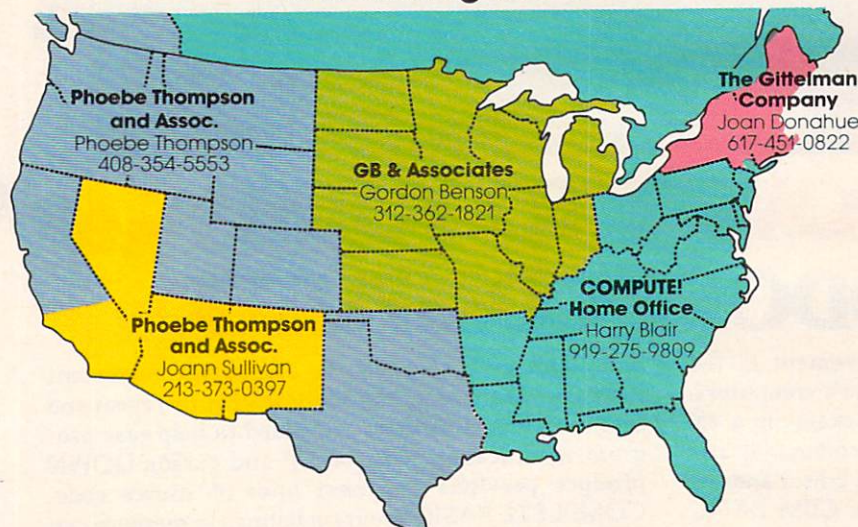 Phoebe Thompson
and Assoc.
Phoebe Thompson
408-354-5553
GB & Associates
Gordon Benson
312-362-1821
The Gittelman
Company
Joan Donahue
617-451-0822
COMPUTE!
Home Office
Harry Blair
919-275-9809
Phoebe Thompson
and Assoc.
Joann Sullivan
213-373-0397